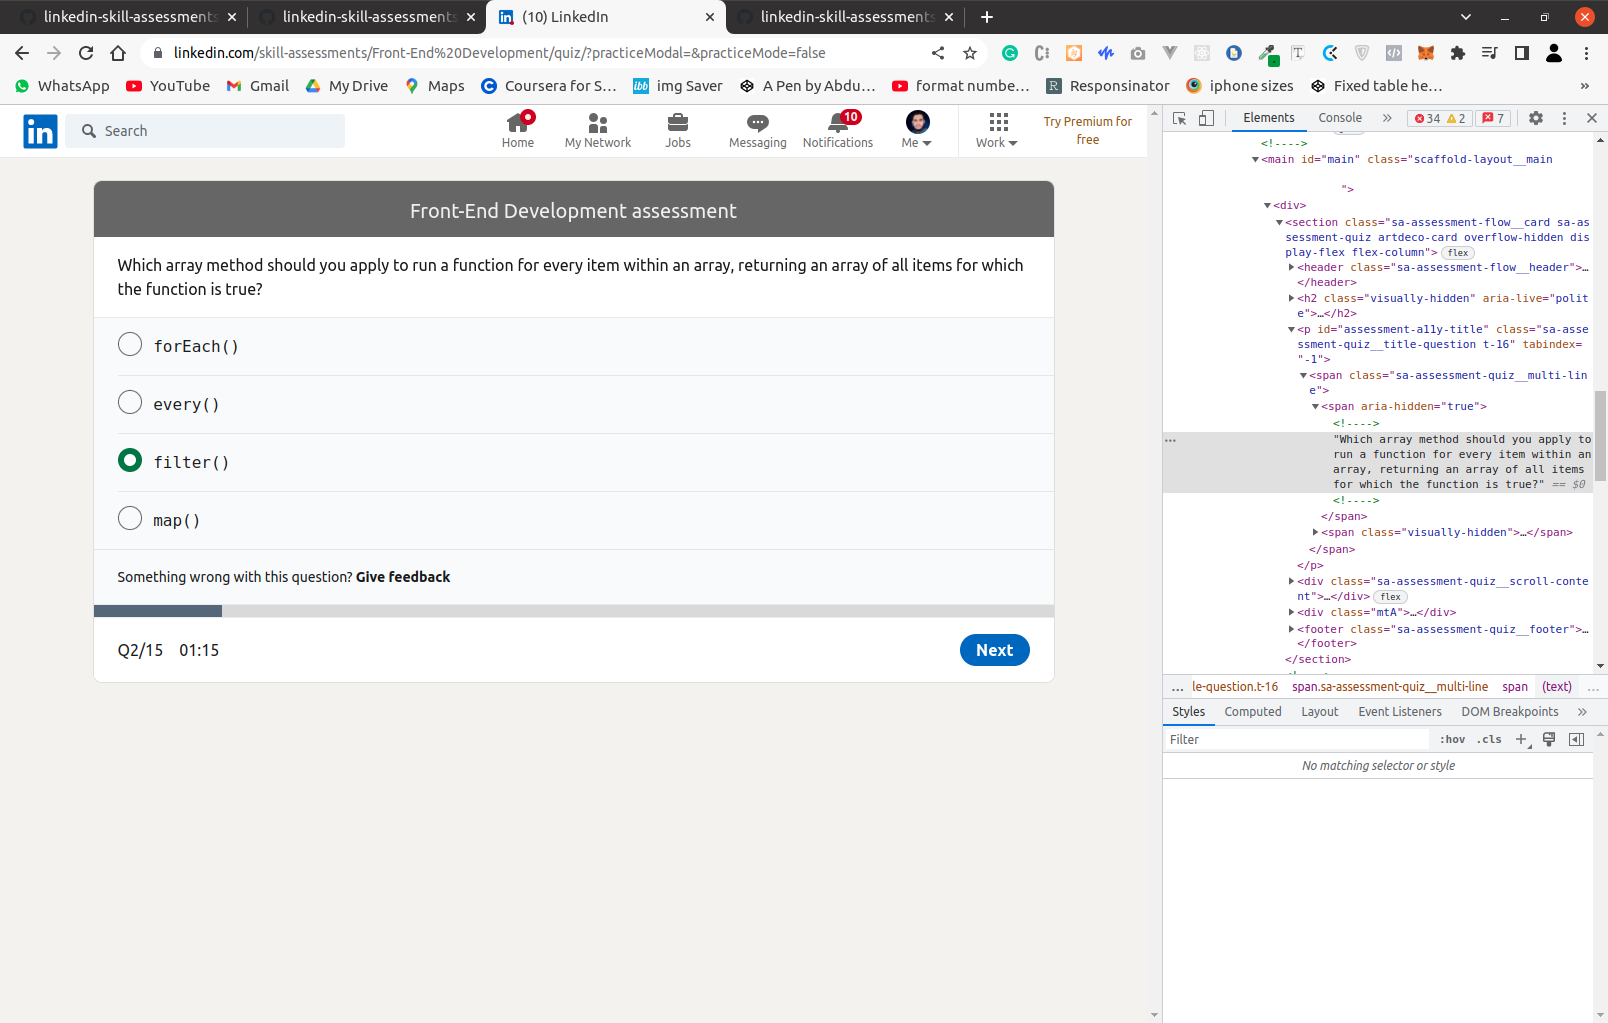 linkedin-skill-assessments
linkedin-skill-assessments
(10) LinkedIn
linkedin-skill-assessments
linkedin.com/skill-assessments/Front-End%20Development/quiz/?practiceModal=&practiceMode=false
WhatsApp
YouTube
Gmail
My Drive
Maps
Coursera for S…
ibb
img Saver
A Pen by Abdu…
format numbe…
R
Responsinator
iphone sizes
Fixed table he…
»
in
Search
Home
My Network
Jobs
Messaging
10
Notifications
Me
Work
Try Premium for
free
Front-End Development assessment
Which array method should you apply to run a function for every item within an array, returning an array of all items for which
the function is true?
forEach()
every()
filter()
map()
Something wrong with this question? Give feedback
Q2/15 01:15
Next
Elements
Console
»
34
2
7
<!---->
<main id="main" class="scaffold-layout__main
">
<div>
<section class="sa-assessment-flow__card sa-as
sessment-quiz artdeco-card overflow-hidden dis
play-flex flex-column"> flex
<header class="sa-assessment-flow__header">…
</header>
<h2 class="visually-hidden" aria-live="polit
e">…</h2>
<p id="assessment-a11y-title" class="sa-asse
ssment-quiz__title-question t-16" tabindex=
"-1">
<span class="sa-assessment-quiz__multi-lin
e">
<span aria-hidden="true">
<!---->
"Which array method should you apply to
run a function for every item within an
array, returning an array of all items
for which the function is true?" == $0
<!---->
</span>
<span class="visually-hidden">…</span>
</span>
</p>
<div class="sa-assessment-quiz__scroll-conte
nt">…</div> flex
<div class="mtA">…</div>
<footer class="sa-assessment-quiz__footer">…
</footer>
</section>
… le-question.t-16 span.sa-assessment-quiz__multi-line span (text) …
Styles
Computed
Layout
Event Listeners
DOM Breakpoints
»
Filter
:hov
.cls
No matching selector or style